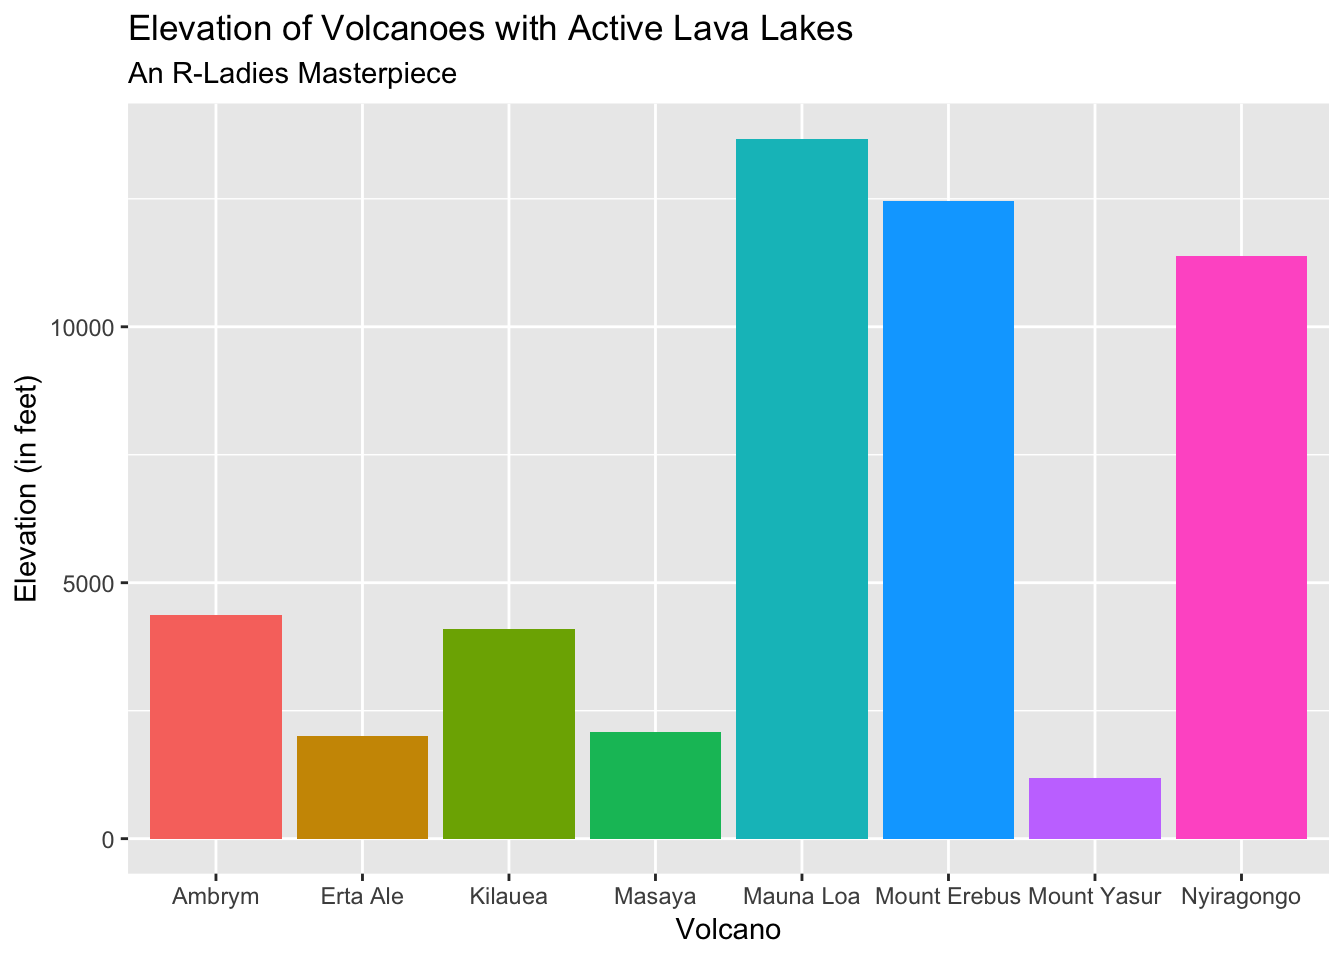 Elevation of Volcanoes with Active Lava Lakes
An R-Ladies Masterpiece
Elevation (in feet)
10000
5000
0
Ambrym Erta Ale Kilauea Masaya Mauna Loa Mount Erebus Mount Yasur Nyiragongo
Volcano